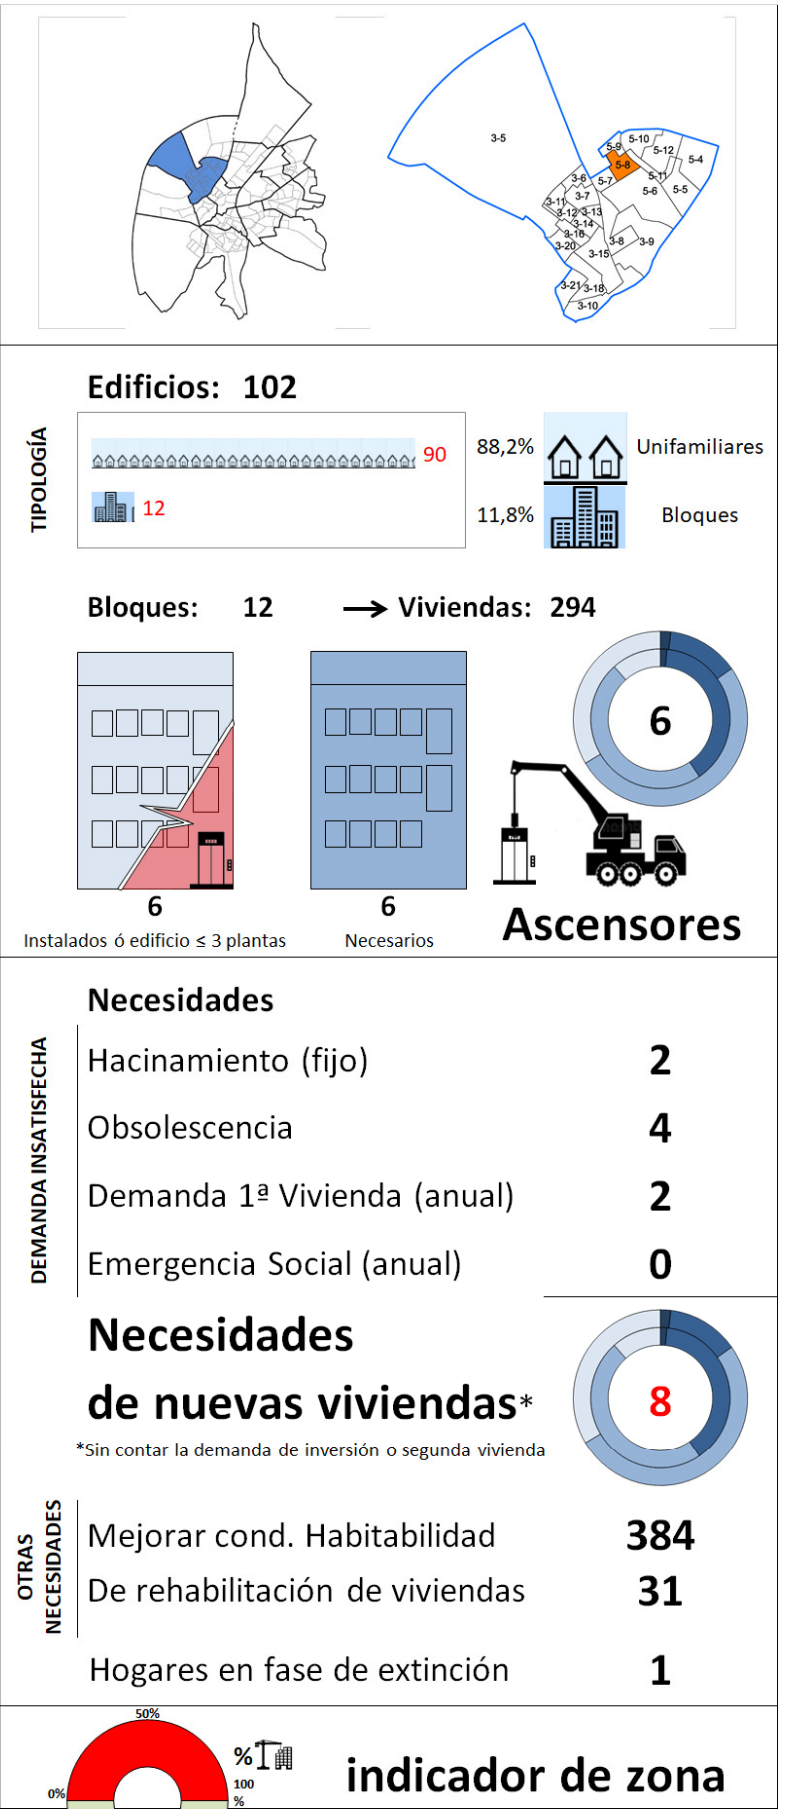 3-5
5-9
5-10
5-12
5-4
5-8
5-11
3-6
5-7
5-6
5-5
3-7
3-11
3-12
3-13
3-14
3-16
3-20
3-8
3-9
3-15
3-21
3-18
3-10
Edificios: 102
TIPOLOGÍA
90
88,2%
Unifamiliares
12
11,8%
Bloques
Bloques: 12 Viviendas: 294
6
6
Instalados ó edificio ≤ 3 plantas
6
Necesarios
Ascensores
Necesidades
DEMANDA INSATISFECHA
Hacinamiento (fijo) 2
Obsolescencia 4
Demanda 1ª Vivienda (anual) 2
Emergencia Social (anual) 0
Necesidades
de nuevas viviendas*
8
*Sin contar la demanda de inversión o segunda vivienda
OTRAS
NECESIDADES
Mejorar cond. Habitabilidad 384
De rehabilitación de viviendas 31
Hogares en fase de extinción 1
50%
0%
100
%
%
indicador de zona